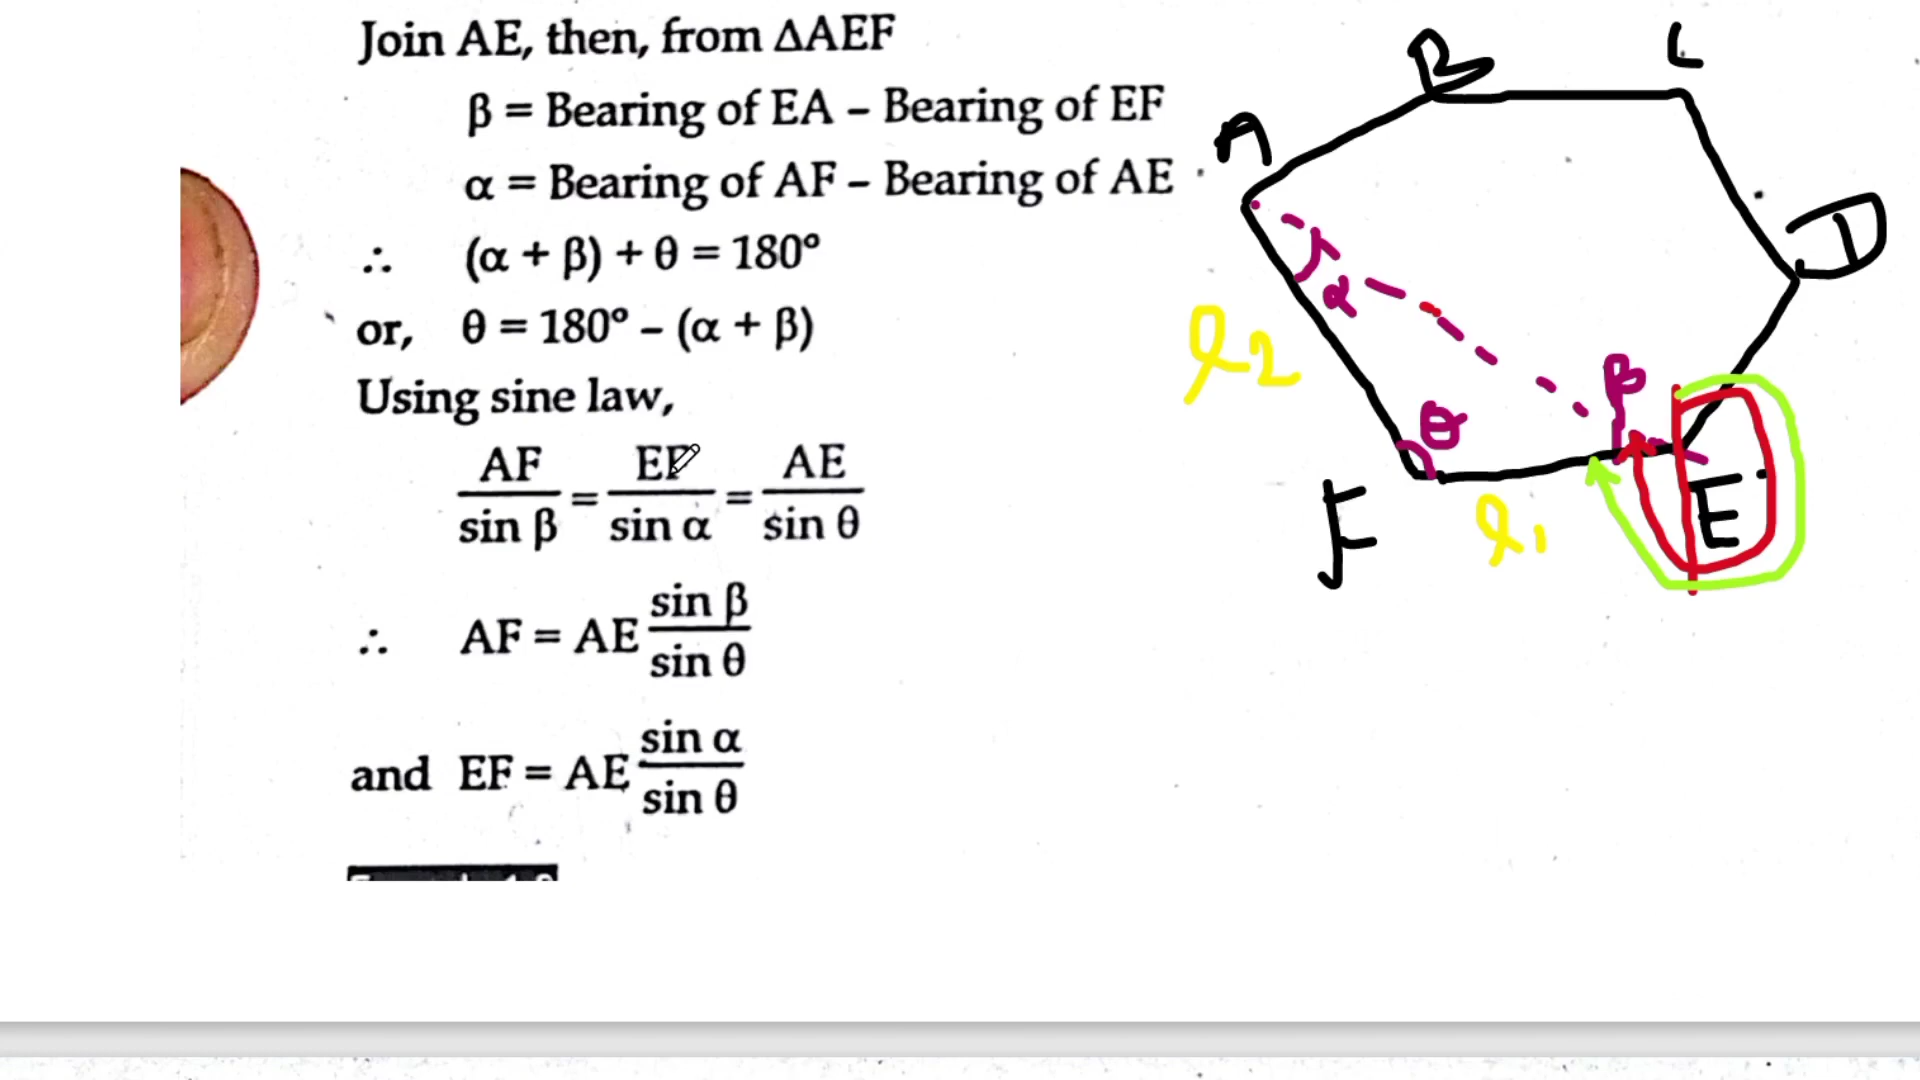 Join AE, then, from ΔAEF
β = Bearing of EA – Bearing of EF
α = Bearing of AF – Bearing of AE
∴ (α + β) + θ = 180°
or, θ = 180° – (α + β)
Using sine law,
AF/sin β = EF/sin α = AE/sin θ
∴ AF = AE sin β/sin θ
and EF = AE sin α/sin θ
A
B
C
D
E
F
α
β
θ
l2
l1